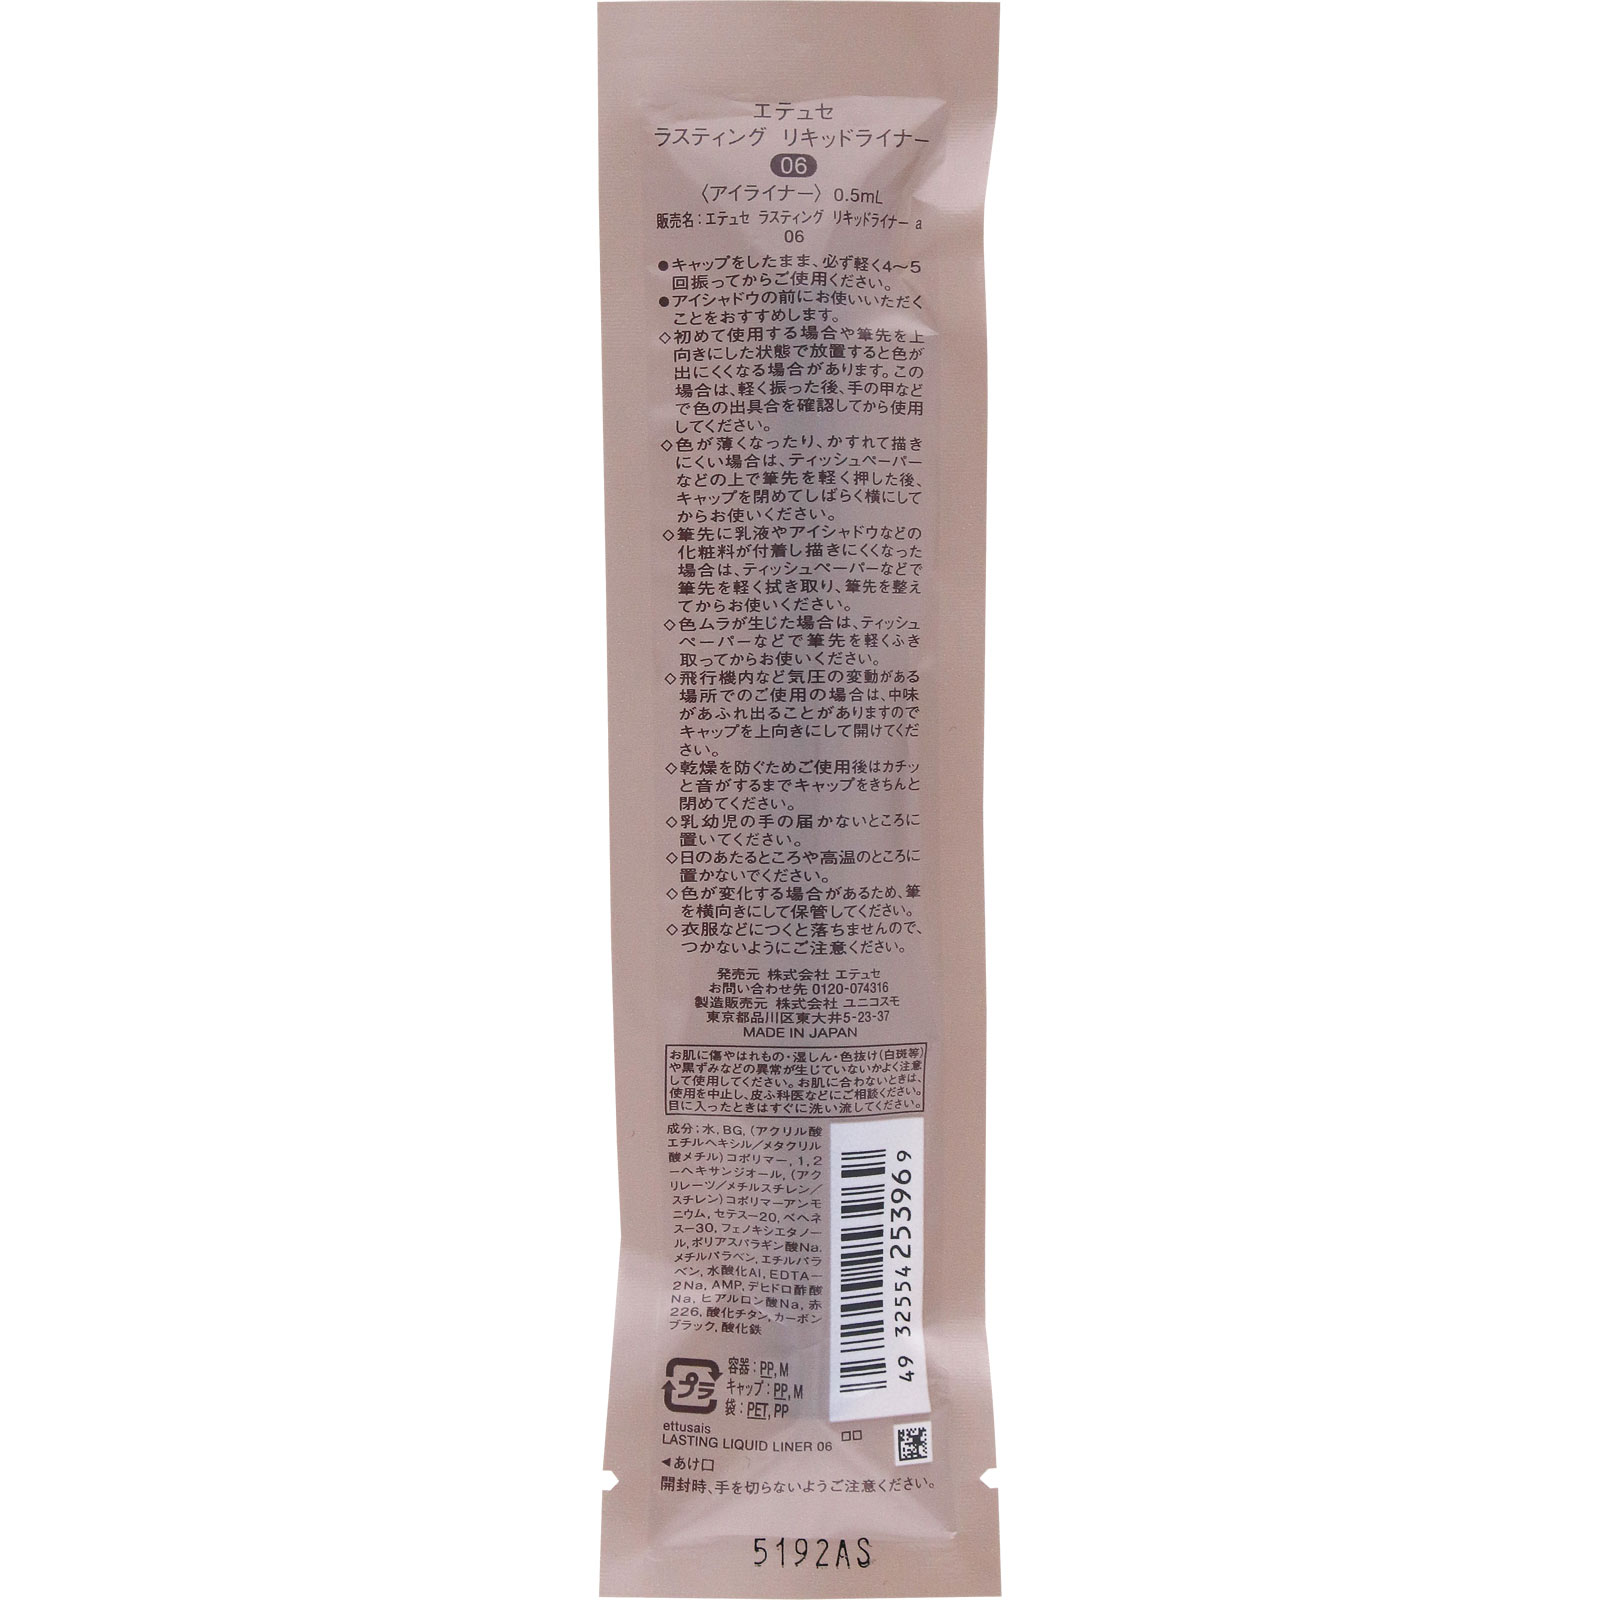 エテュセ
ラスティング リキッドライナー
06
〈アイライナー〉0.5mL
販売名：エテュセ ラスティング リキッドライナー a
06
●キャップをしたまま、必ず軽く4〜5
回振ってからご使用ください。
●アイシャドウの前にお使いいただく
ことをおすすめします。
◇初めて使用する場合や筆先を上
向きにした状態で放置すると色が
出にくくなる場合があります。この
場合は、軽く振った後、手の甲など
で色の出具合を確認してから使用
してください。
◇色が薄くなったり、かすれて描き
にくい場合は、ティッシュペーパー
などの上で筆先を軽く押した後、
キャップを閉めてしばらく横にして
からお使いください。
◇筆先に乳液やアイシャドウなどの
化粧料が付着し描きにくくなった
場合は、ティッシュペーパーなどで
筆先を軽く拭き取り、筆先を整え
てからお使いください。
◇色ムラが生じた場合は、ティッシュ
ペーパーなどで筆先を軽くふき
取ってからお使いください。
◇飛行機内など気圧の変動がある
場所でのご使用の場合は、中味
があふれ出ることがありますので
キャップを上向きにして開けてくだ
さい。
◇乾燥を防ぐためご使用後はカチッ
と音がするまでキャップをきちんと
閉めてください。
◇乳幼児の手の届かないところに
置いてください。
◇日のあたるところや高温のところに
置かないでください。
◇色が変化する場合があるため、筆
を横向きにして保管してください。
◇衣服などにつくと落ちませんので、
つかないようにご注意ください。
発売元 株式会社 エテュセ
お問い合わせ先 0120-074316
製造販売元 株式会社 ユニコスモ
東京都品川区東大井5-23-37
MADE IN JAPAN
お肌に傷やはれもの・湿しん・色抜け(白斑等)
や黒ずみなどの異常が生じていないかよく注意
して使用してください。お肌に合わないときは、
使用を中止し、皮ふ科医などにご相談ください。
目に入ったときはすぐに洗い流してください。
成分：水, BG, (アクリル酸
エチルヘキシル／メタクリル
酸メチル)コポリマー, 1, 2
ーヘキサンジオール, (アク
リレーツ／メチルスチレン／
スチレン)コポリマーアンモ
ニウム, セテスー20, ベヘネ
スー30, フェノキシエタノー
ル, ポリアスパラギン酸Na,
メチルパラベン, エチルパラ
ベン, 水酸化Al, EDTAー
2Na, AMP, デヒドロ酢酸
Na, ヒアルロン酸Na, 赤
226, 酸化チタン, カーボン
ブラック, 酸化鉄
49 32554 253969
プラ
容器：PP, M
キャップ：PP, M
袋：PET, PP
ettusais
LASTING LIQUID LINER 06
◀あけ口
開封時、手を切らないようご注意ください。
5192AS